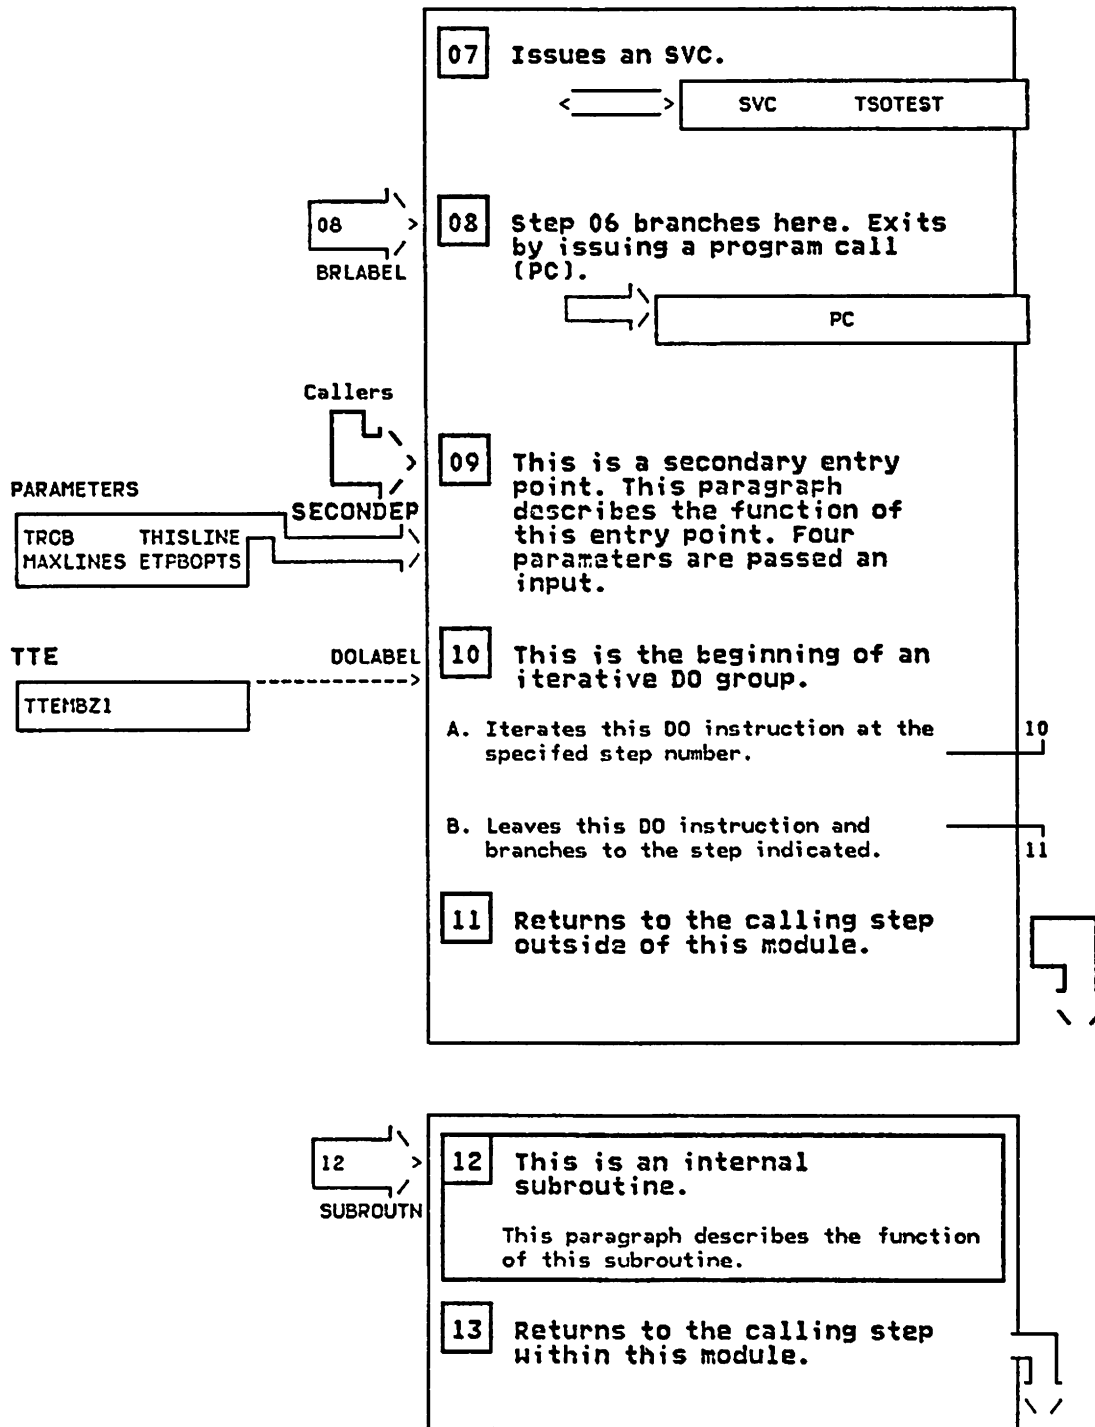 07 Issues an SVC.
SVC TSOTEST
08
BRLABEL
08 Step 06 branches here. Exits
by issuing a program call
(PC).
PC
Callers
SECONDEP
09 This is a secondary entry
point. This paragraph
describes the function of
this entry point. Four
parameters are passed an
input.
PARAMETERS
TRCB THISLINE
MAXLINES ETPBOPTS
TTE
TTEMBZ1
DOLABEL
10 This is the beginning of an
iterative DO group.
A. Iterates this DO instruction at the
specifed step number.
10
B. Leaves this DO instruction and
branches to the step indicated.
11
11 Returns to the calling step
outside of this module.
12
SUBROUTN
12 This is an internal
subroutine.
This paragraph describes the function
of this subroutine.
13 Returns to the calling step
within this module.